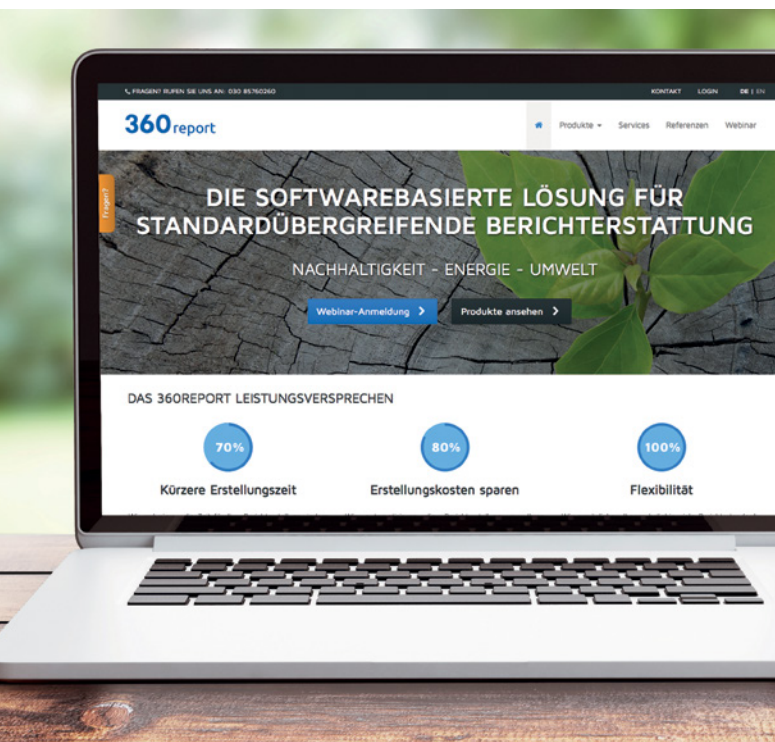 FRAGEN? RUFEN SIE UNS AN: 030 85760260
KONTAKT LOGIN DE | EN
360report
Produkte Services Referenzen Webinar
Fragen?
DIE SOFTWAREBASIERTE LÖSUNG FÜR
STANDARDÜBERGREIFENDE BERICHTERSTATTUNG
NACHHALTIGKEIT - ENERGIE - UMWELT
Webinar-Anmeldung
Produkte ansehen
DAS 360REPORT LEISTUNGSVERSPRECHEN
70% 80% 100%
Kürzere Erstellungszeit Erstellungskosten sparen Flexibilität